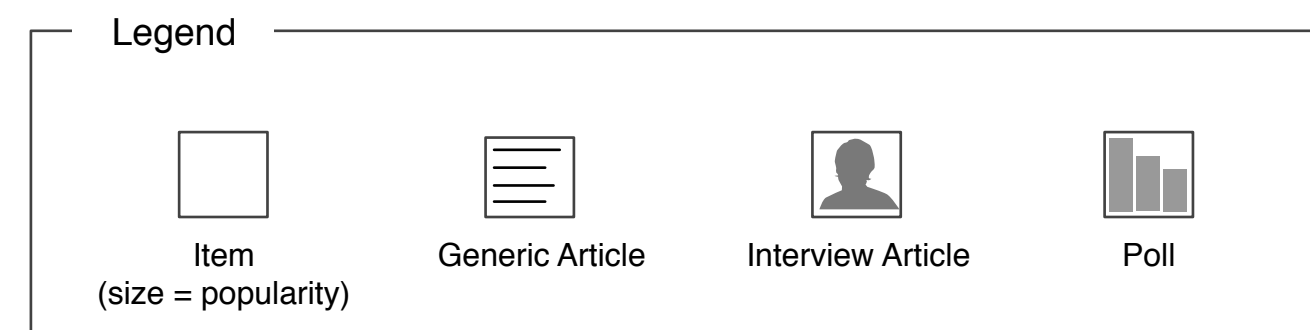 Legend
Item
(size = popularity)
Generic Article
Interview Article
Poll